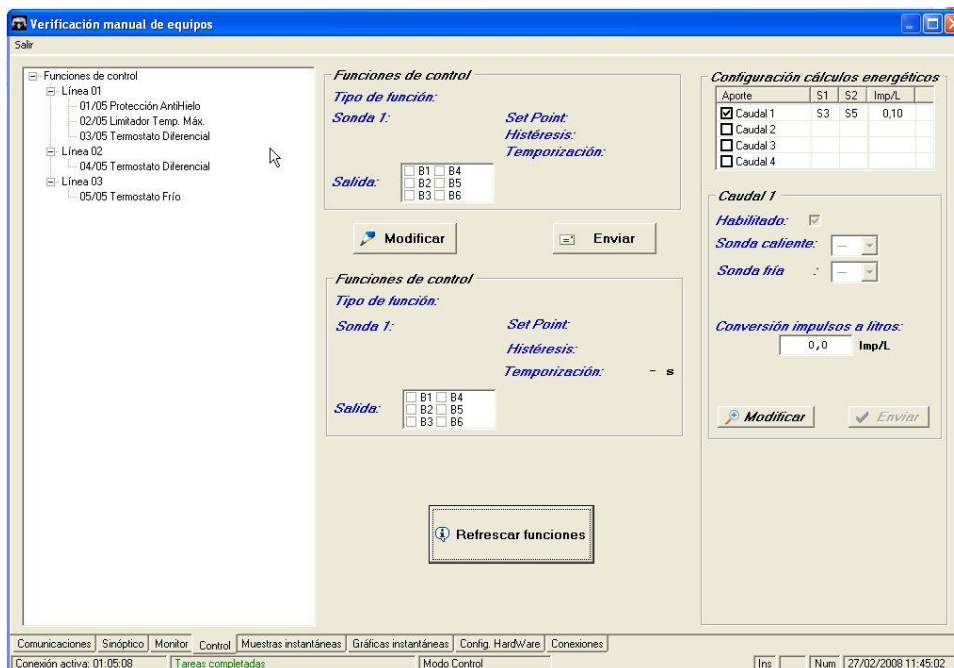 Verificación manual de equipos
Salir
Funciones de control
Línea 01
01/05 Protección AntiHielo
02/05 Limitador Temp. Máx.
03/05 Termostato Diferencial
Línea 02
04/05 Termostato Diferencial
Línea 03
05/05 Termostato Frío
Funciones de control
Tipo de función:
Sonda 1: Set Point:
Histéresis:
Temporización:
Salida: B1 B4
B2 B5
B3 B6
Modificar Enviar
Funciones de control
Tipo de función:
Sonda 1: Set Point:
Histéresis:
Temporización: - s
Salida: B1 B4
B2 B5
B3 B6
Refrescar funciones
Configuración cálculos energéticos
Aporte S1 S2 Imp/L
Caudal 1 S3 S5 0,10
Caudal 2
Caudal 3
Caudal 4
Caudal 1
Habilitado:
Sonda caliente: ---
Sonda fría : ---
Conversión impulsos a litros:
0,0 Imp/L
Modificar Enviar
Comunicaciones Sinóptico Monitor Control Muestras instantáneas Gráficas instantáneas Config. HardWare Conexiones
Conexión activa: 01:05:08 Tareas completadas Modo Control Ins Num 27/02/2008 11:45:02